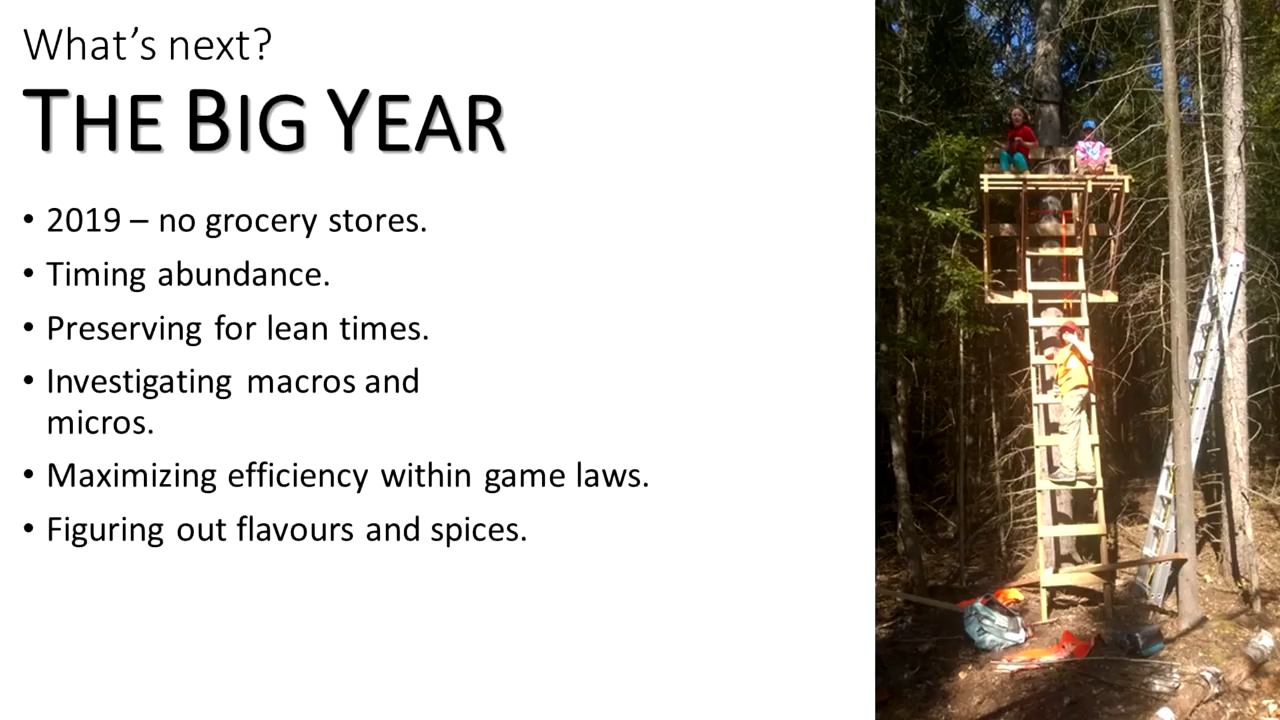 What’s next?
THE BIG YEAR
• 2019 – no grocery stores.
• Timing abundance.
• Preserving for lean times.
• Investigating macros and
micros.
• Maximizing efficiency within game laws.
• Figuring out flavours and spices.